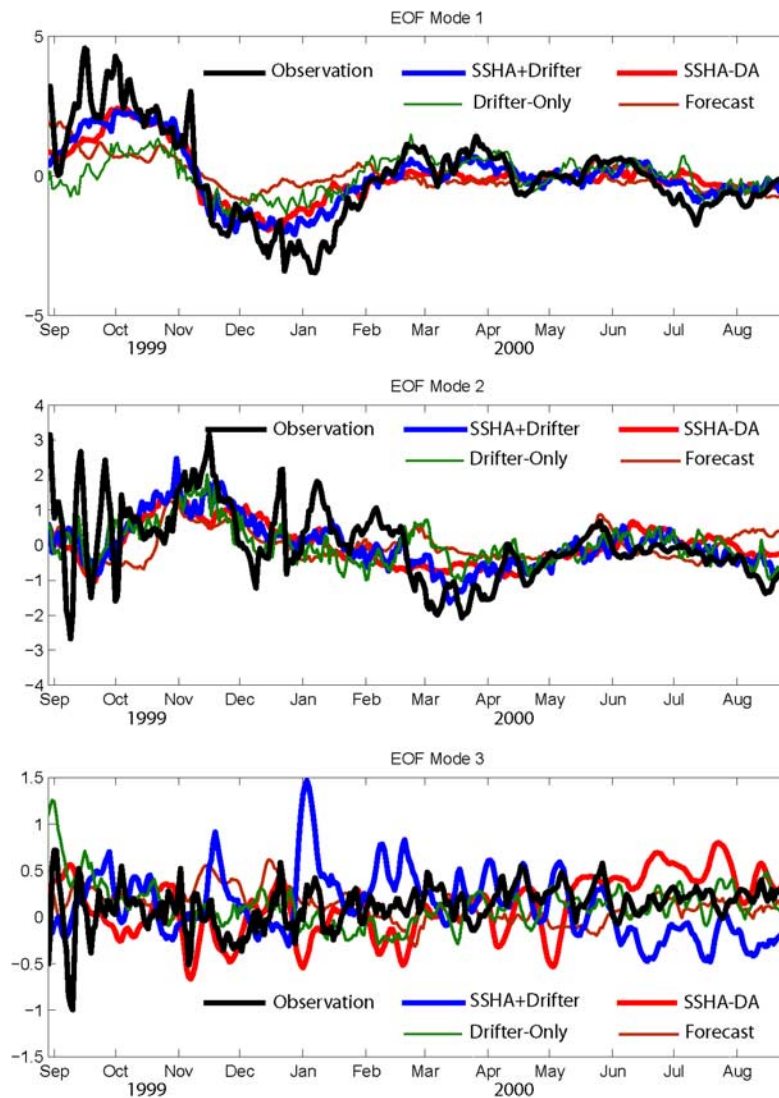 EOF Mode 1
5
Observation SSHA+Drifter SSHA-DA
Drifter-Only Forecast
0
−5
Sep Oct Nov Dec Jan Feb Mar Apr May Jun Jul Aug
1999 2000
EOF Mode 2
4
Observation SSHA+Drifter SSHA-DA
3
Drifter-Only Forecast
2
1
0
−1
−2
−3
−4
Sep Oct Nov Dec Jan Feb Mar Apr May Jun Jul Aug
1999 2000
EOF Mode 3
1.5
1
0.5
0
−0.5
Observation SSHA+Drifter SSHA-DA
−1
Drifter-Only Forecast
−1.5
Sep Oct Nov Dec Jan Feb Mar Apr May Jun Jul Aug
1999 2000